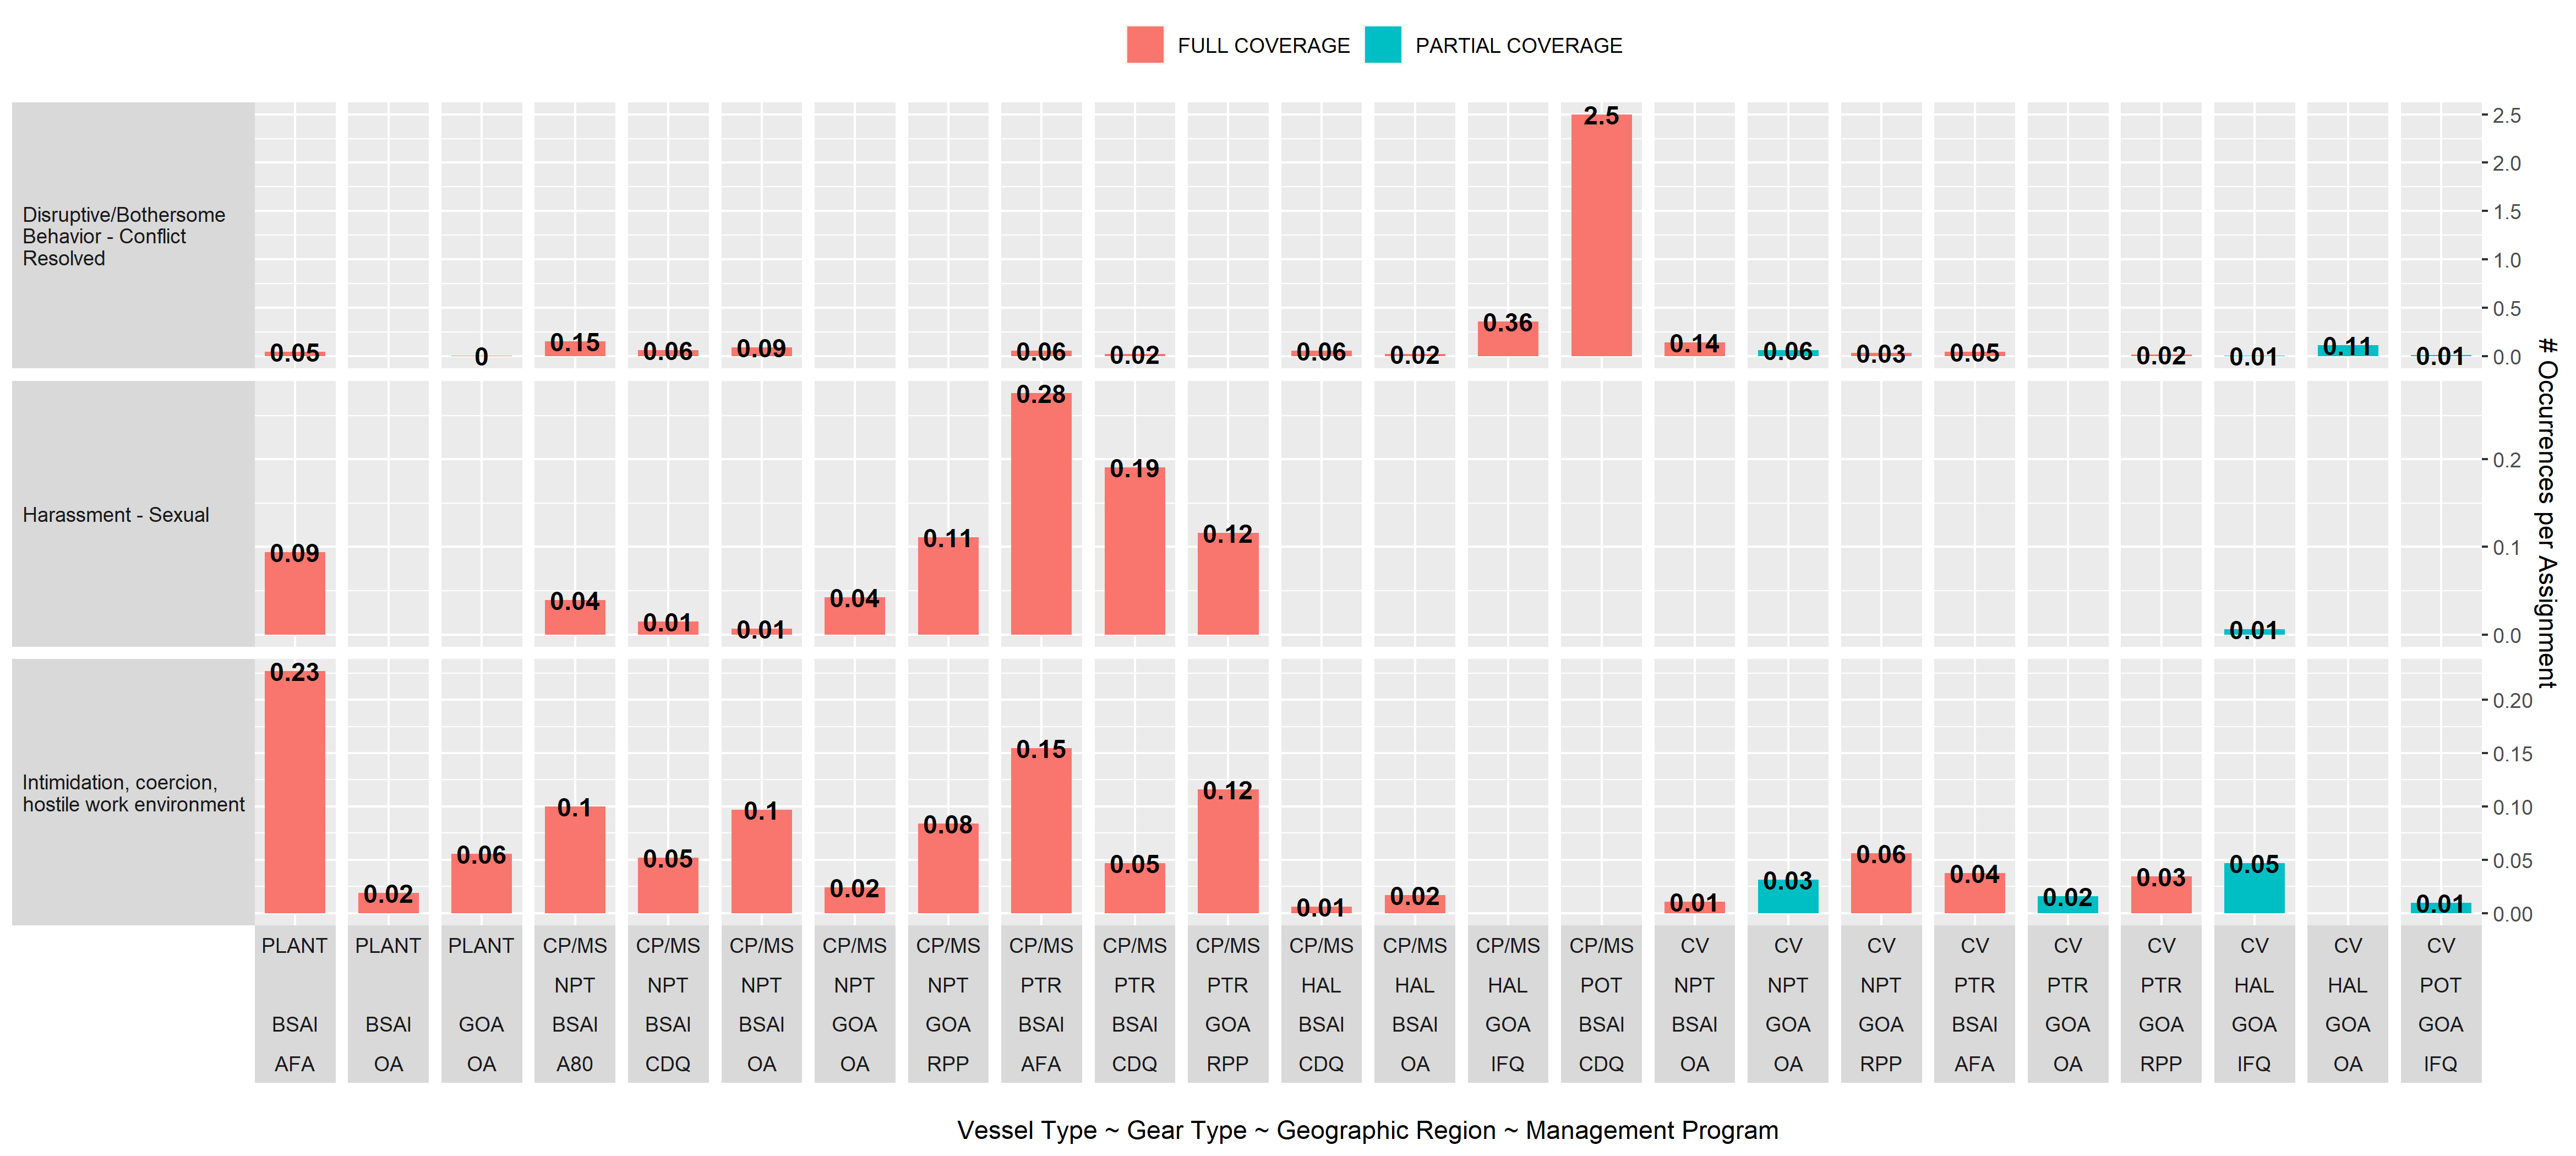 FULL COVERAGE PARTIAL COVERAGE
Disruptive/Bothersome
Behavior - Conflict
Resolved
0.05 0 0.15 0.06 0.09 0.06 0.02 0.06 0.02 0.36 2.5 0.14 0.06 0.03 0.05 0.02 0.01 0.11 0.01
2.5
2.0
1.5
1.0
0.5
0.0
Harassment - Sexual
0.09 0.04 0.01 0.01 0.04 0.11 0.28 0.19 0.12 0.01
0.2
0.1
0.0
Intimidation, coercion,
hostile work environment
0.23 0.02 0.06 0.1 0.05 0.1 0.02 0.08 0.15 0.05 0.12 0.01 0.02 0.01 0.03 0.06 0.04 0.02 0.03 0.05 0.01
0.20
0.15
0.10
0.05
0.00
# Occurrences per Assignment
PLANT PLANT PLANT CP/MS CP/MS CP/MS CP/MS CP/MS CP/MS CP/MS CP/MS CP/MS CP/MS CP/MS CP/MS CV CV CV CV CV CV CV CV CV
NPT NPT NPT NPT NPT PTR PTR PTR HAL HAL HAL POT NPT NPT NPT PTR PTR PTR HAL HAL POT
BSAI BSAI GOA BSAI BSAI BSAI GOA GOA BSAI BSAI GOA BSAI BSAI GOA BSAI BSAI GOA GOA BSAI GOA GOA GOA GOA GOA
AFA OA OA A80 CDQ OA OA RPP AFA CDQ RPP CDQ OA IFQ CDQ OA OA RPP AFA OA RPP IFQ OA IFQ
Vessel Type ~ Gear Type ~ Geographic Region ~ Management Program